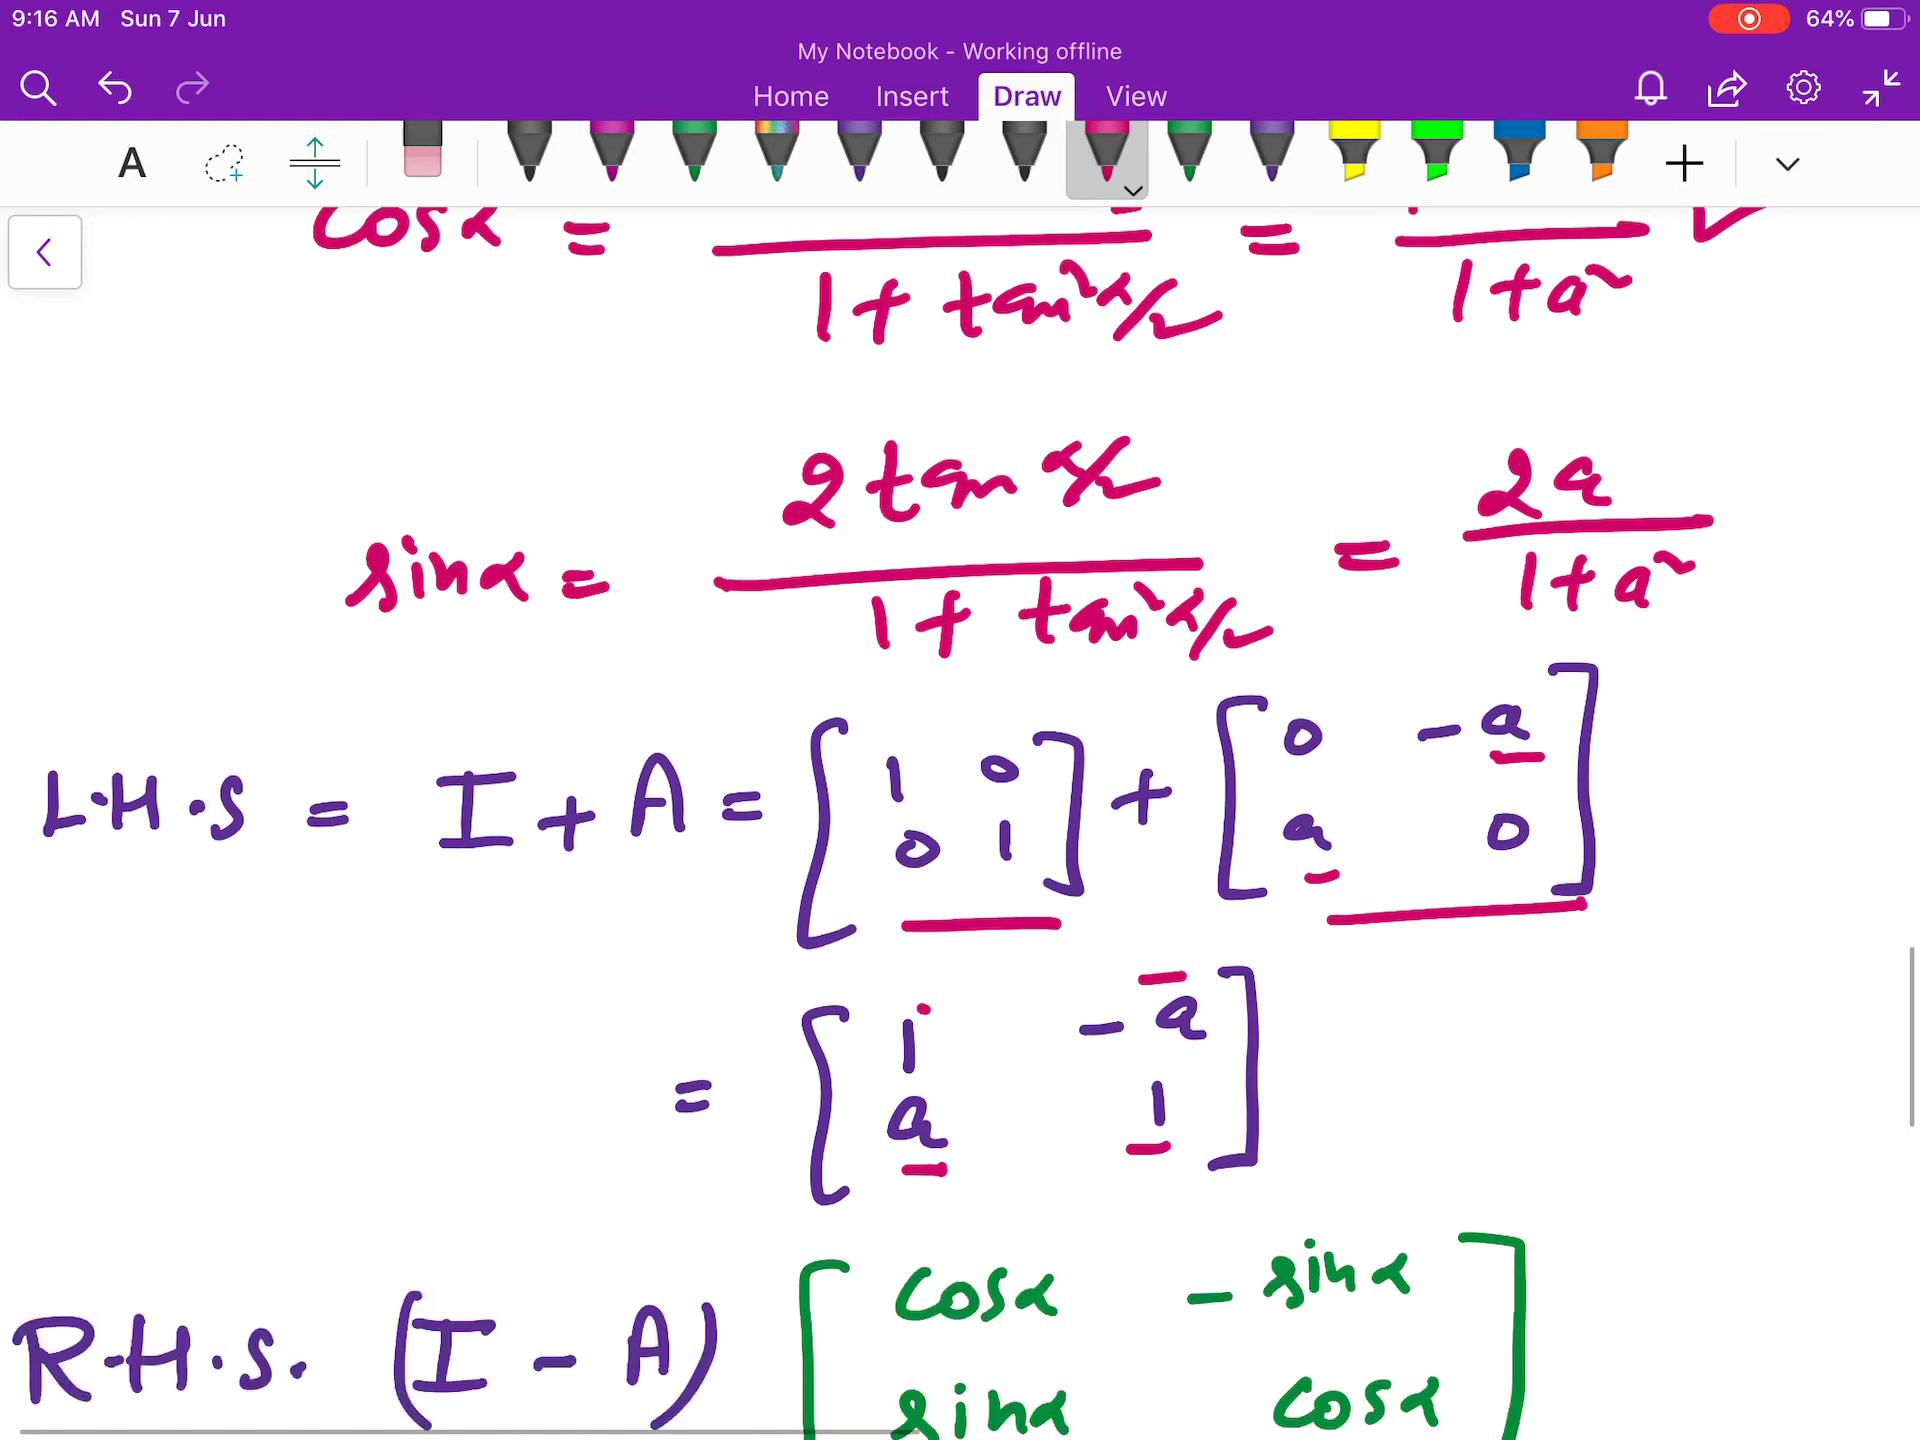 9:16 AM Sun 7 Jun 64%
My Notebook - Working offline
Home Insert Draw View
A
cosα = / 1 + tan²α/2 = / 1 + a²
sinα = 2 tan α/2 / 1 + tan²α/2 = 2a / 1 + a²
L.H.S = I + A = [ 1 0 ] + [ 0 -a ]
[ 0 1 ] [ a 0 ]
= [ 1 -a ]
[ a 1 ]
R.H.S. (I - A) [ cosα - sinα ]
[ sinα cosα ]